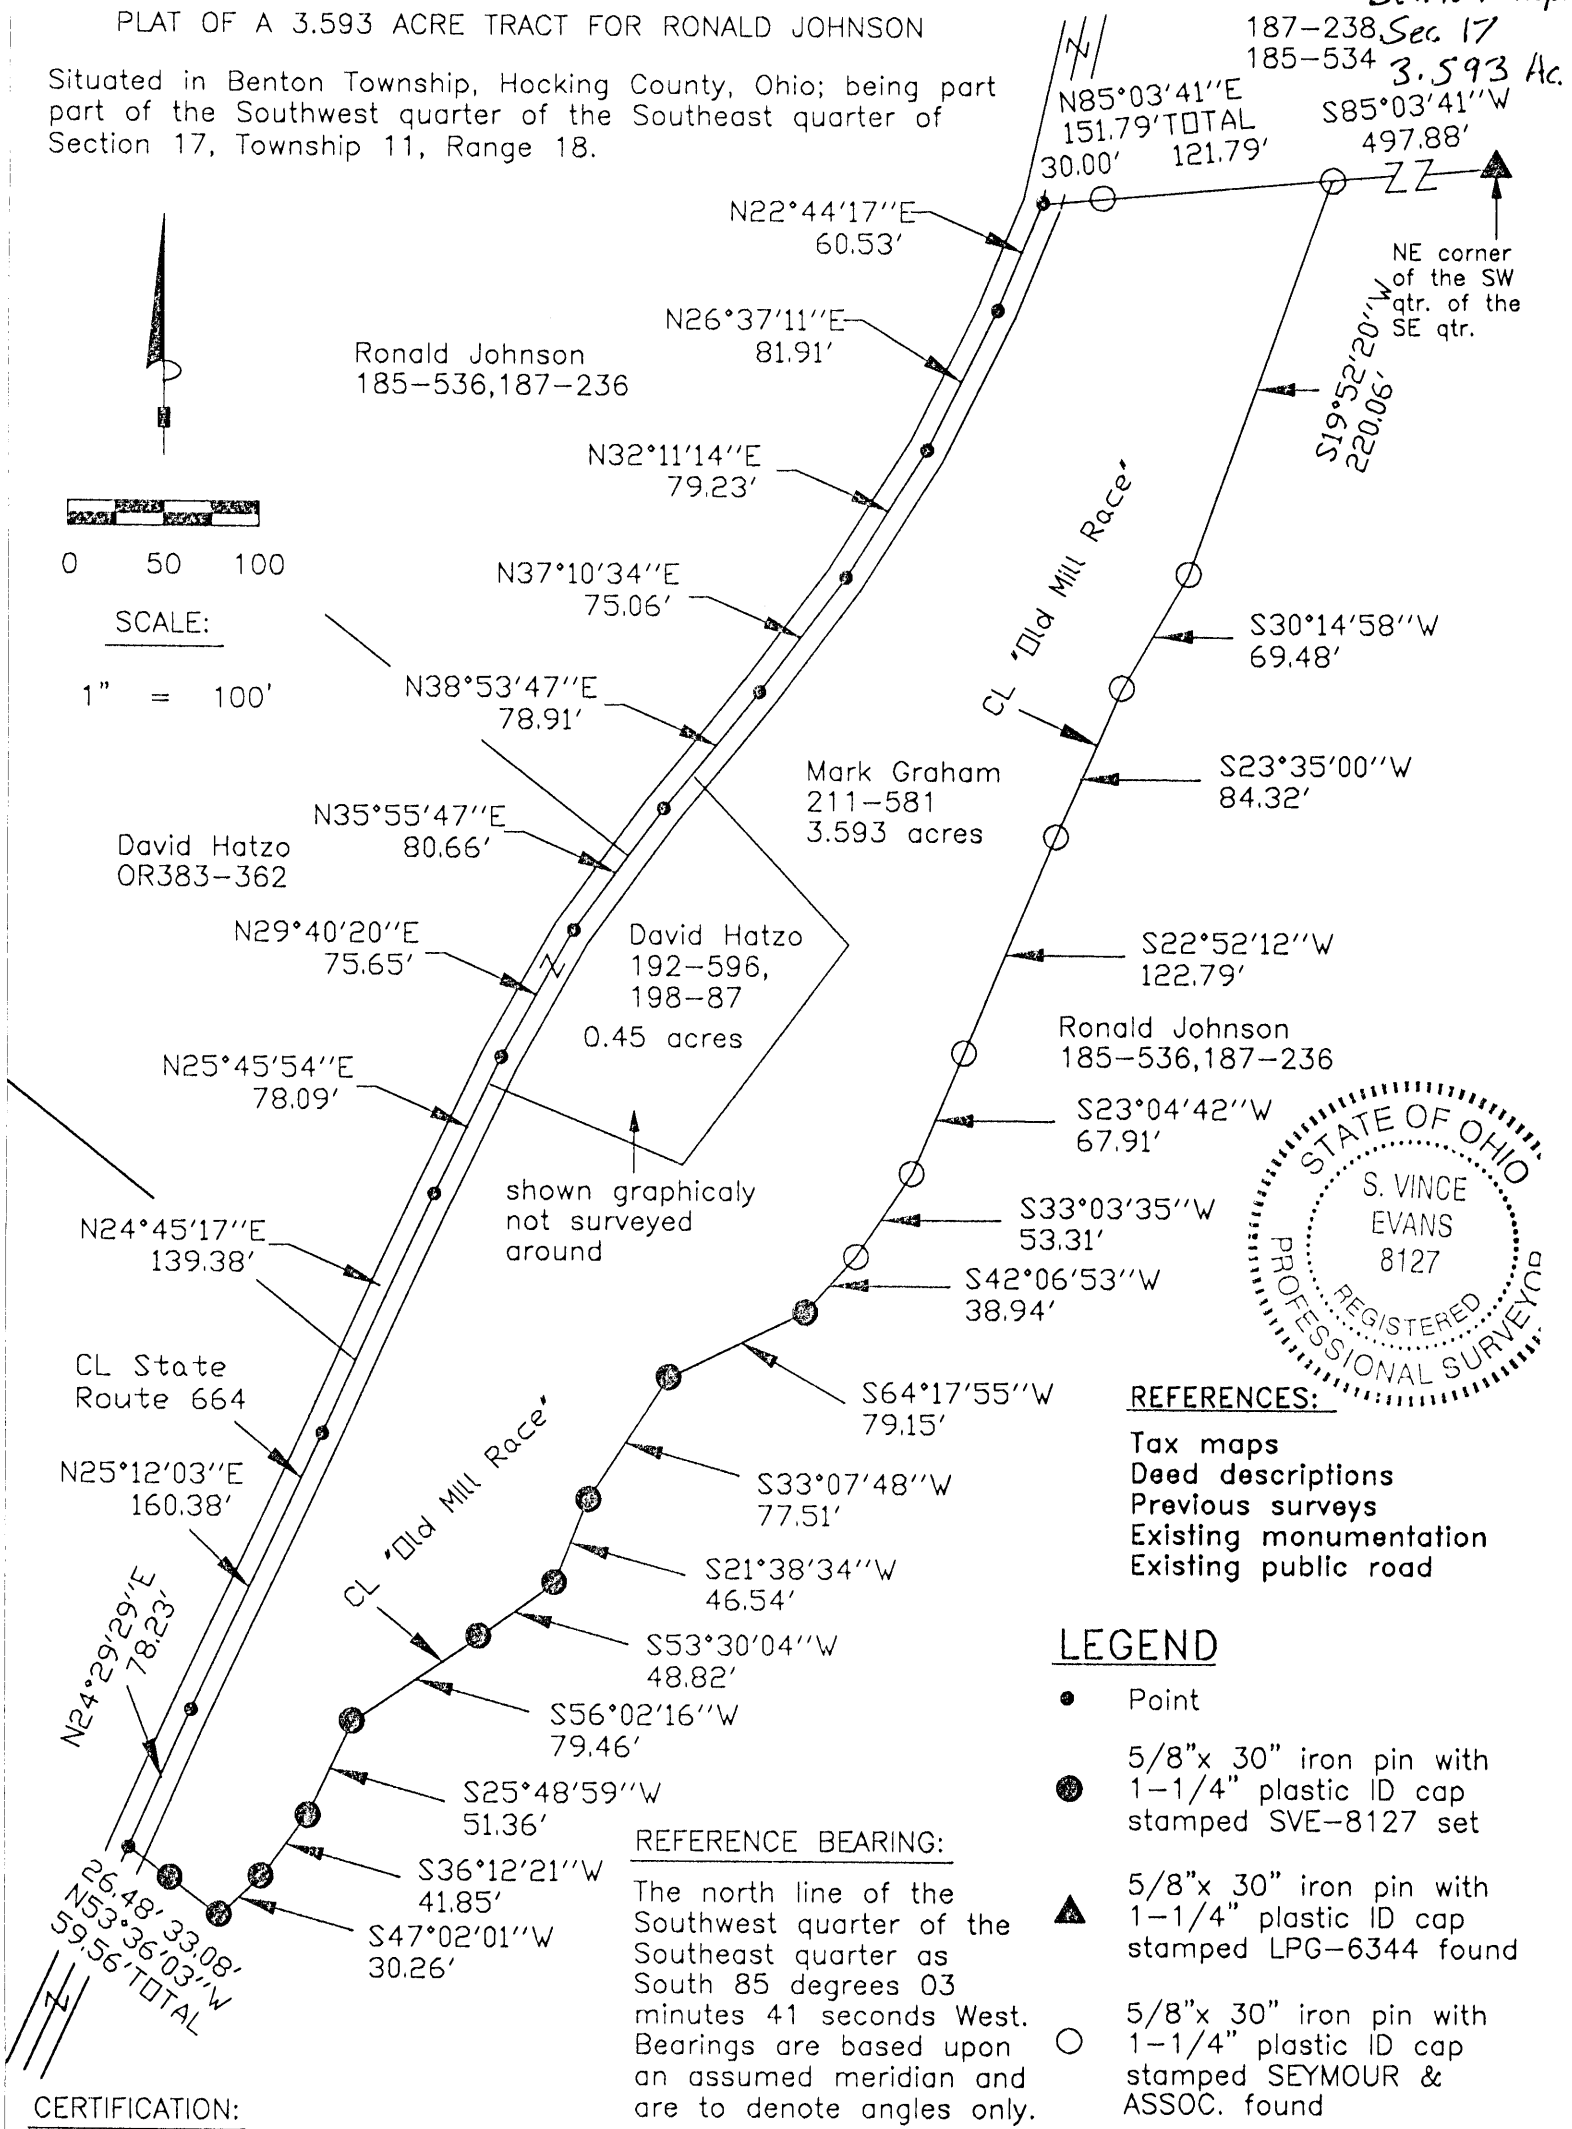 PLAT OF A 3.593 ACRE TRACT FOR RONALD JOHNSON
187-238 Sec. 17
185-534 3.593 Ac.
Situated in Benton Township, Hocking County, Ohio; being part
part of the Southwest quarter of the Southeast quarter of
Section 17, Township 11, Range 18.
N85°03'41''E
151.79'TOTAL
30.00' 121.79'
S85°03'41''W
497.88'
NE corner
of the SW
qtr. of the
SE qtr.
N22°44'17''E
60.53'
N26°37'11''E
81.91'
Ronald Johnson
185-536,187-236
S19°52'20''W
220.06'
N32°11'14''E
79.23'
0 50 100
SCALE:
1" = 100'
N37°10'34''E
75.06'
CL 'Old Mill Race'
S30°14'58''W
69.48'
N38°53'47''E
78.91'
Mark Graham
211-581
3.593 acres
S23°35'00''W
84.32'
N35°55'47''E
80.66'
David Hatzo
OR383-362
N29°40'20''E
75.65'
David Hatzo
192-596,
198-87
0.45 acres
S22°52'12''W
122.79'
Ronald Johnson
185-536,187-236
N25°45'54''E
78.09'
S23°04'42''W
67.91'
STATE OF OHIO
S. VINCE
EVANS
8127
REGISTERED
PROFESSIONAL SURVEYOR
shown graphicaly
not surveyed
around
N24°45'17''E
139.38'
S33°03'35''W
53.31'
S42°06'53''W
38.94'
CL State
Route 664
S64°17'55''W
79.15'
REFERENCES:
Tax maps
Deed descriptions
Previous surveys
Existing monumentation
Existing public road
N25°12'03''E
160.38'
CL 'Old Mill Race'
S33°07'48''W
77.51'
S21°38'34''W
46.54'
N24°29'29''E
78.23'
S53°30'04''W
48.82'
S56°02'16''W
79.46'
S25°48'59''W
51.36'
S36°12'21''W
41.85'
S47°02'01''W
30.26'
26.48' 33.08'
N53°36'03''W
59.56'TOTAL
LEGEND
Point
5/8"x 30" iron pin with
1-1/4" plastic ID cap
stamped SVE-8127 set
5/8"x 30" iron pin with
1-1/4" plastic ID cap
stamped LPG-6344 found
5/8"x 30" iron pin with
1-1/4" plastic ID cap
stamped SEYMOUR &
ASSOC. found
REFERENCE BEARING:
The north line of the
Southwest quarter of the
Southeast quarter as
South 85 degrees 03
minutes 41 seconds West.
Bearings are based upon
an assumed meridian and
are to denote angles only.
CERTIFICATION: